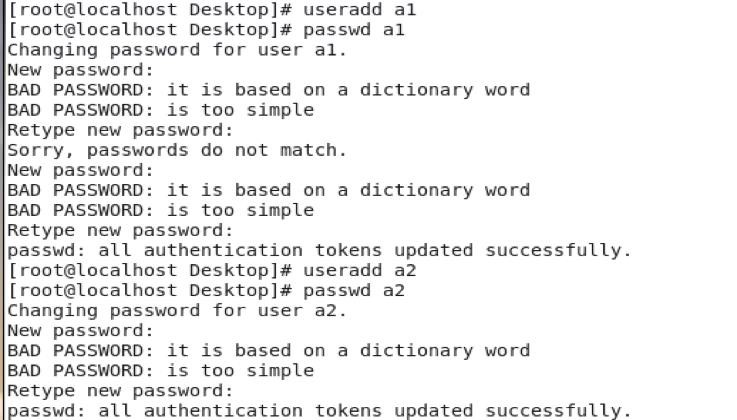 [root@localhost Desktop]# useradd a1
[root@localhost Desktop]# passwd a1
Changing password for user a1.
New password:
BAD PASSWORD: it is based on a dictionary word
BAD PASSWORD: is too simple
Retype new password:
Sorry, passwords do not match.
New password:
BAD PASSWORD: it is based on a dictionary word
BAD PASSWORD: is too simple
Retype new password:
passwd: all authentication tokens updated successfully.
[root@localhost Desktop]# useradd a2
[root@localhost Desktop]# passwd a2
Changing password for user a2.
New password:
BAD PASSWORD: it is based on a dictionary word
BAD PASSWORD: is too simple
Retype new password:
passwd: all authentication tokens updated successfully.